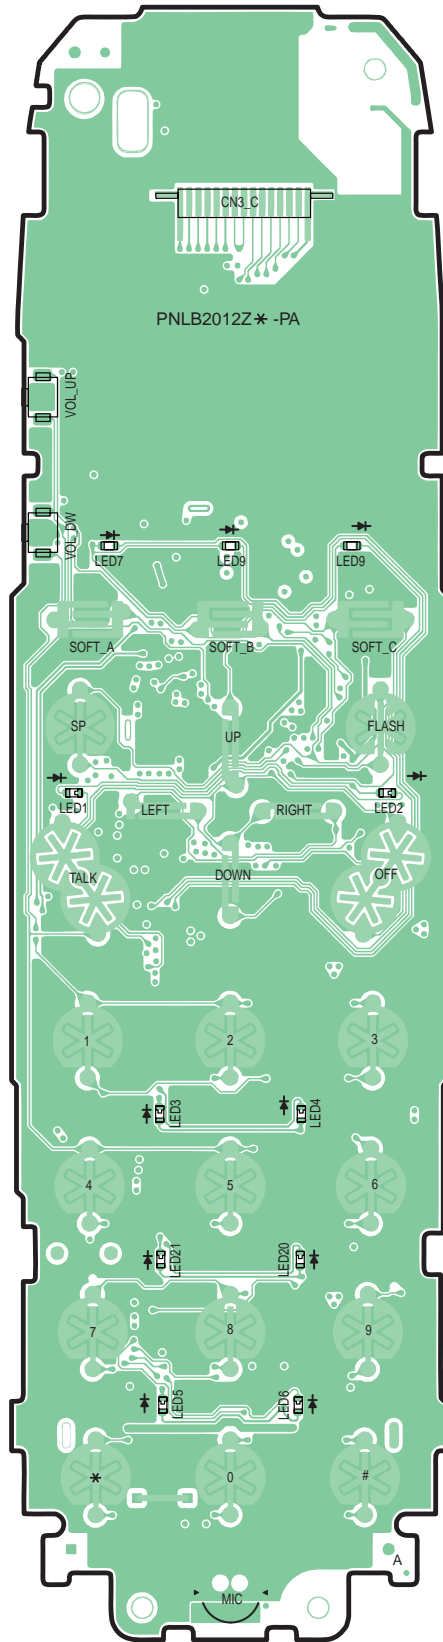 CN3_C
PNLB2012Z* -PA
VOL_UP
VOL_DW
LED7 LED9 LED9
SOFT_A SOFT_B SOFT_C
SP UP FLASH
LED1 LED2
LEFT RIGHT
TALK DOWN OFF
1 2 3
LED3 LED4
4 5 6
LED21 LED20
7 8 9
LED5 LED6
* 0 #
A
MIC